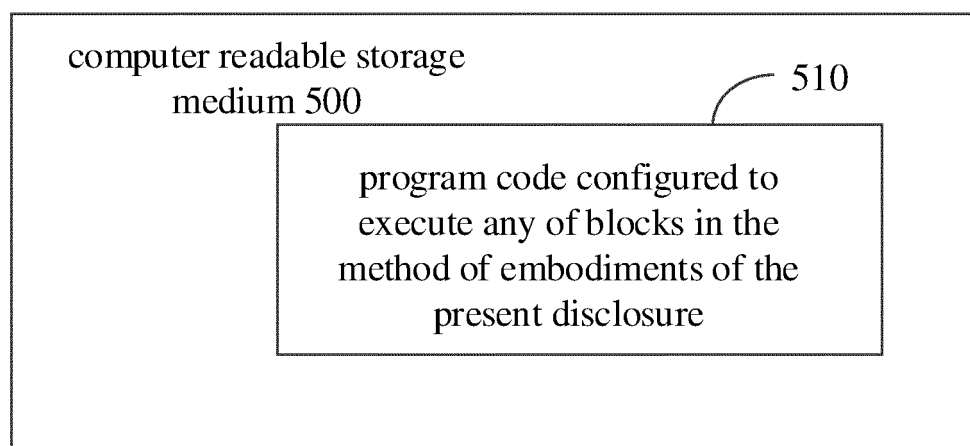 computer readable storage
medium 500
510
program code configured to
execute any of blocks in the
method of embodiments of the
present disclosure